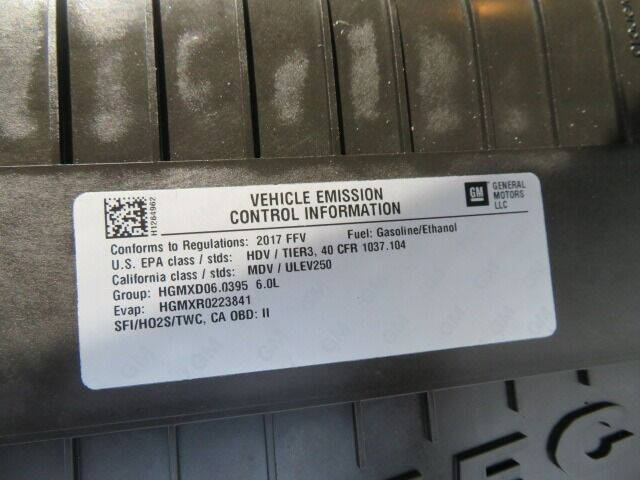 H1264962
VEHICLE EMISSION
CONTROL INFORMATION
GM GENERAL
MOTORS
LLC
Conforms to Regulations: 2017 FFV Fuel: Gasoline/Ethanol
U.S. EPA class / stds: HDV / TIER3, 40 CFR 1037.104
California class / stds: MDV / ULEV250
Group: HGMXD06.0395 6.0L
Evap: HGMXR0223841
SFI/HO2S/TWC, CA OBD: II